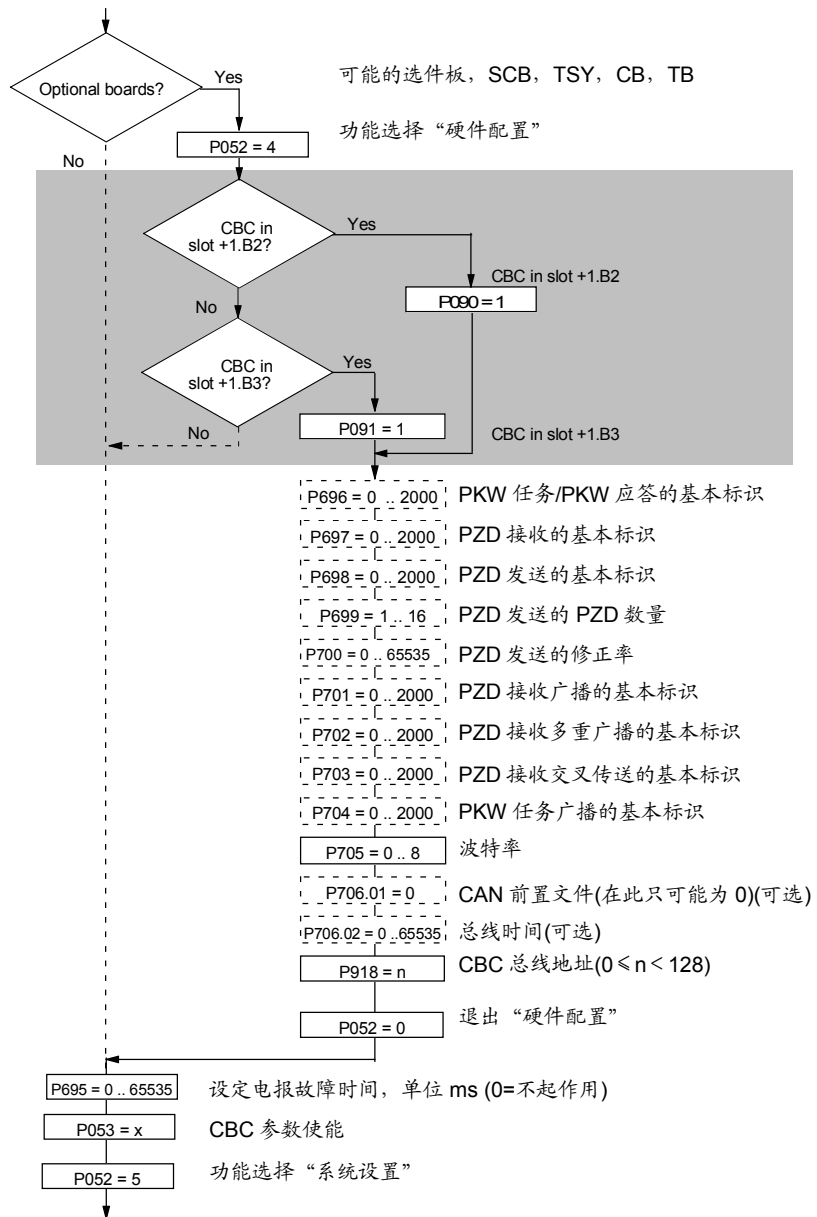 Optional boards?
Yes
可能的选件板，SCB，TSY，CB，TB
功能选择“硬件配置”
P052 = 4
No
CBC in
slot +1.B2?
Yes
CBC in slot +1.B2
P090 = 1
No
CBC in
slot +1.B3?
Yes
P091 = 1
No
CBC in slot +1.B3
P696 = 0 .. 2000 PKW 任务/PKW 应答的基本标识
P697 = 0 .. 2000 PZD 接收的基本标识
P698 = 0 .. 2000 PZD 发送的基本标识
P699 = 1 .. 16 PZD 发送的 PZD 数量
P700 = 0 .. 65535 PZD 发送的修正率
P701 = 0 .. 2000 PZD 接收广播的基本标识
P702 = 0 .. 2000 PZD 接收多重广播的基本标识
P703 = 0 .. 2000 PZD 接收交叉传送的基本标识
P704 = 0 .. 2000 PKW 任务广播的基本标识
P705 = 0 .. 8 波特率
P706.01 = 0 CAN 前置文件(在此只可能为 0)(可选)
P706.02 = 0 ..65535 总线时间(可选)
P918 = n CBC 总线地址(0≤n＜128)
P052 = 0 退出“硬件配置”
P695 = 0 .. 65535 设定电报故障时间，单位 ms (0=不起作用)
P053 = x CBC 参数使能
P052 = 5 功能选择“系统设置”